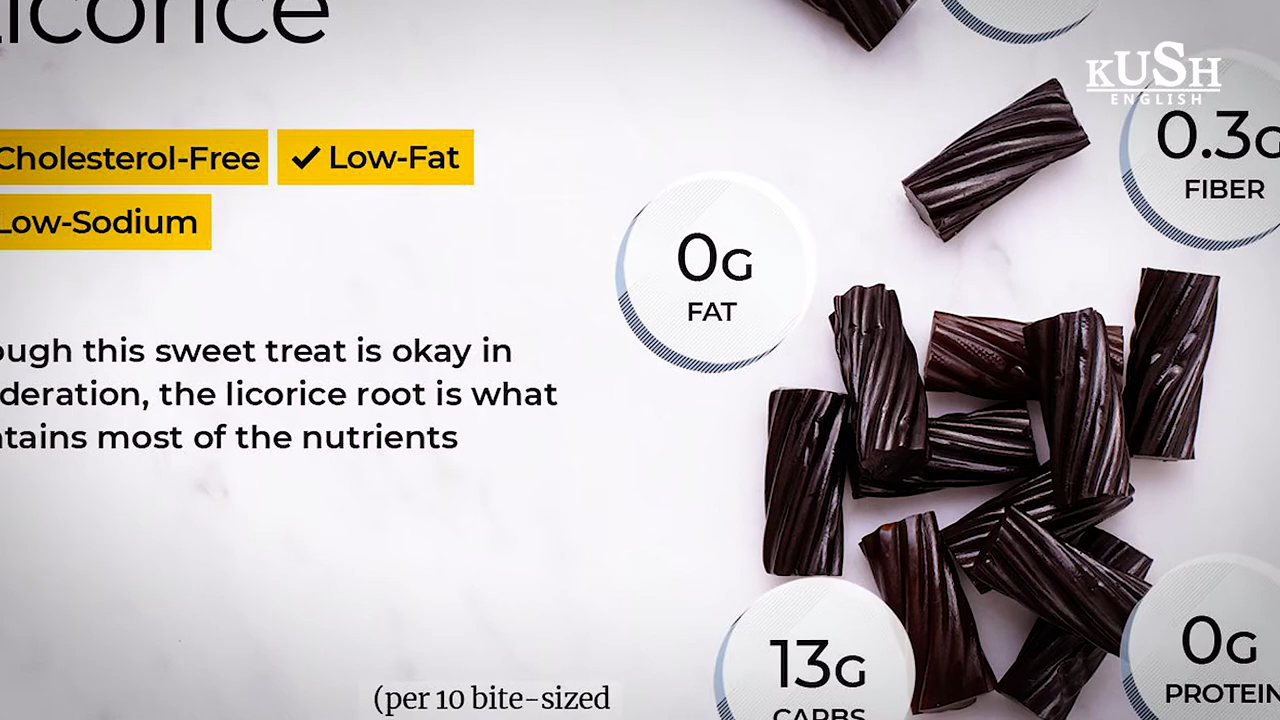 icorice
KUSH
ENGLISH
Cholesterol-Free
✓ Low-Fat
Low-Sodium
0.3G
FIBER
0G
FAT
ough this sweet treat is okay in
deration, the licorice root is what
tains most of the nutrients
13G
CARBS
0G
PROTEIN
(per 10 bite-sized